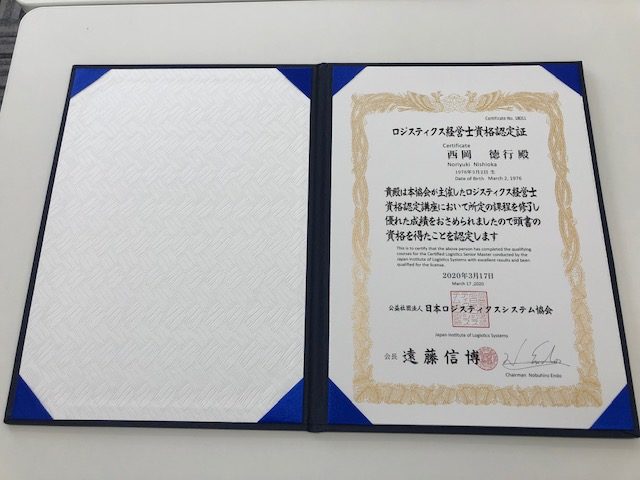 Certificate No. 18051
ロジスティクス経営士資格認定証
Certificate
西岡 徳行 殿
Noriyuki Nishioka
1976年3月2日 生
Date of Birth March 2, 1976
貴殿は本協会が主催したロジスティクス経営士
資格認定講座において所定の課程を修了し
優れた成績をおさめられましたので頭書の
資格を得たことを認定します
This is to certify that the above person has completed the qualifying
courses for the Certified Logistics Senior Master conducted by the
Japan Institute of Logistics Systems with excellent results and been
qualified for the license.
2020年3月17日
March 17 ,2020
公益社団法人 日本ロジスティクスシステム協会
Japan Institute of Logistics Systems
会長 遠藤信博
Chairman Nobuhiro Endo